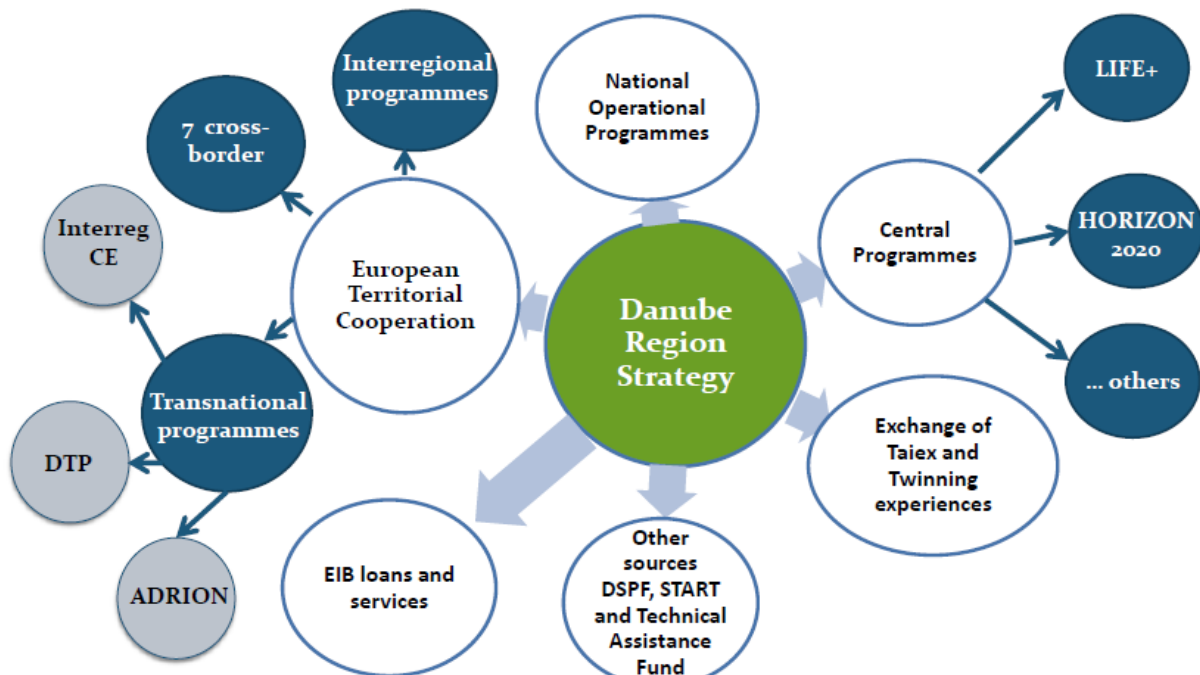 Interregional
programmes
National
Operational
Programmes
LIFE+
7 cross-
border
Interreg
CE
European
Territorial
Cooperation
Central
Programmes
HORIZON
2020
Danube
Region
Strategy
... others
Transnational
programmes
DTP
ADRION
Exchange of
Taiex and
Twinning
experiences
EIB loans and
services
Other
sources
DSPF, START
and Technical
Assistance
Fund